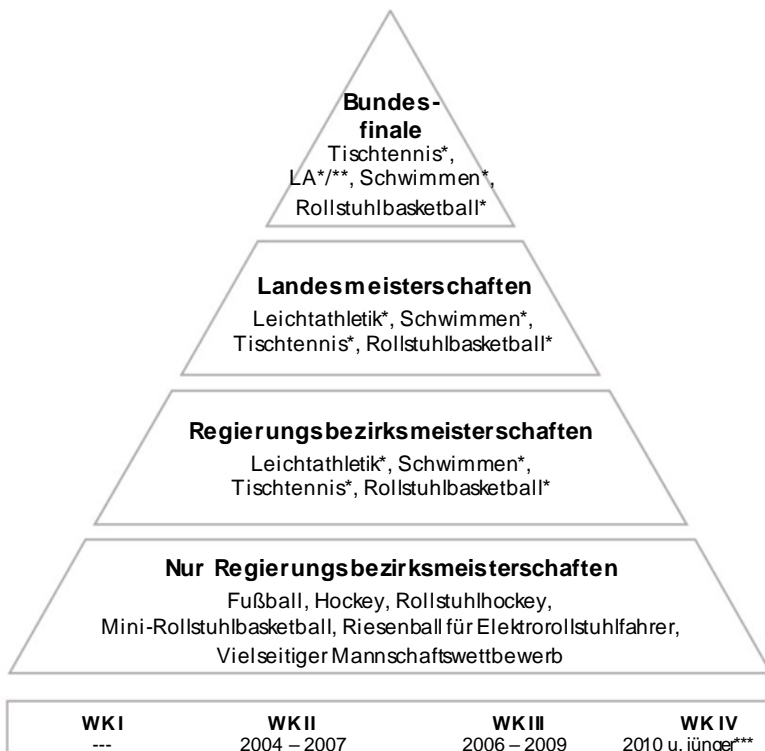 Bundes-
finale
Tischtennis*,
LA*/**, Schwimmen*,
Rollstuhlbasketball*
Landesmeisterschaften
Leichtathletik*, Schwimmen*,
Tischtennis*, Rollstuhlbasketball*
Regierungsbezirksmeisterschaften
Leichtathletik*, Schwimmen*,
Tischtennis*, Rollstuhlbasketball*
Nur Regierungsbezirksmeisterschaften
Fußball, Hockey, Rollstuhlhockey,
Mini-Rollstuhlbasketball, Riesenball für Elektrorollstuhlfahrer,
Vielseitiger Mannschaftswettbewerb
WK I WK II WK III WK IV
--- 2004 – 2007 2006 – 2009 2010 u. jünger***